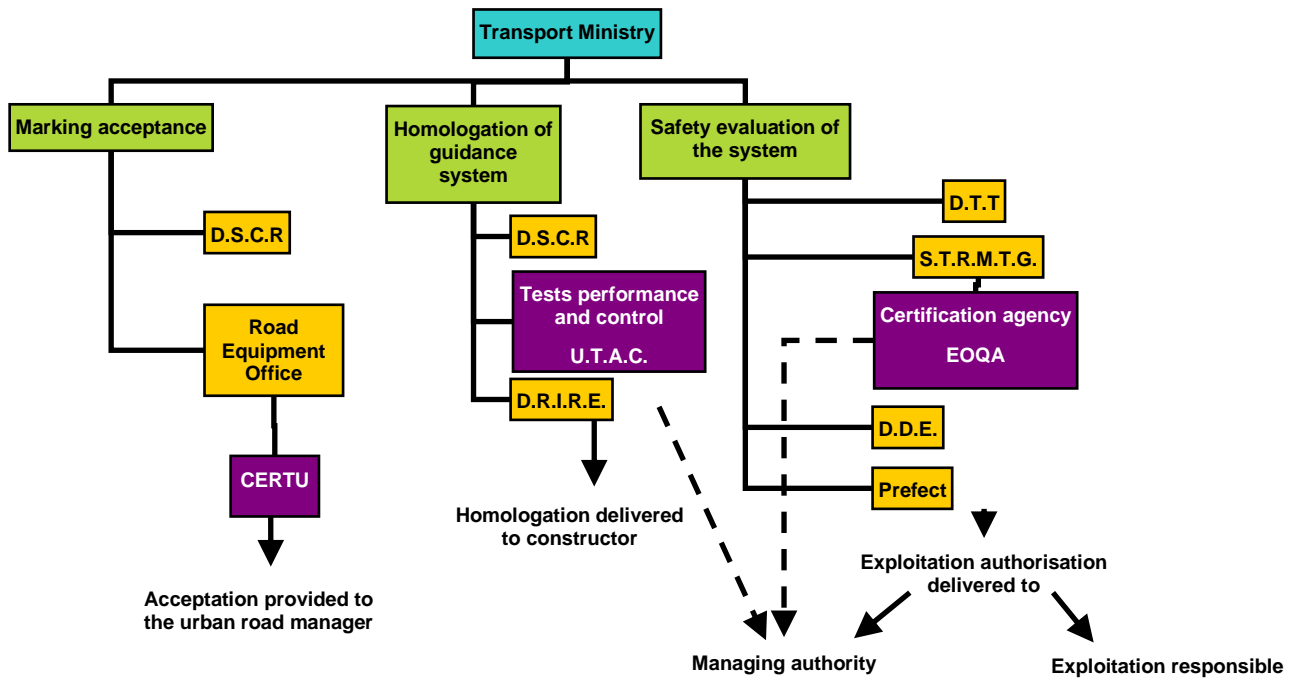 Transport Ministry
Marking acceptance
Homologation of
guidance
system
Safety evaluation of
the system
D.S.C.R
Road
Equipment
Office
CERTU
Acceptation provided to
the urban road manager
D.S.C.R
Tests performance
and control
U.T.A.C.
D.R.I.R.E.
Homologation delivered
to constructor
D.T.T
S.T.R.M.T.G.
Certification agency
EOQA
D.D.E.
Prefect
Exploitation authorisation
delivered to
Managing authority
Exploitation responsible